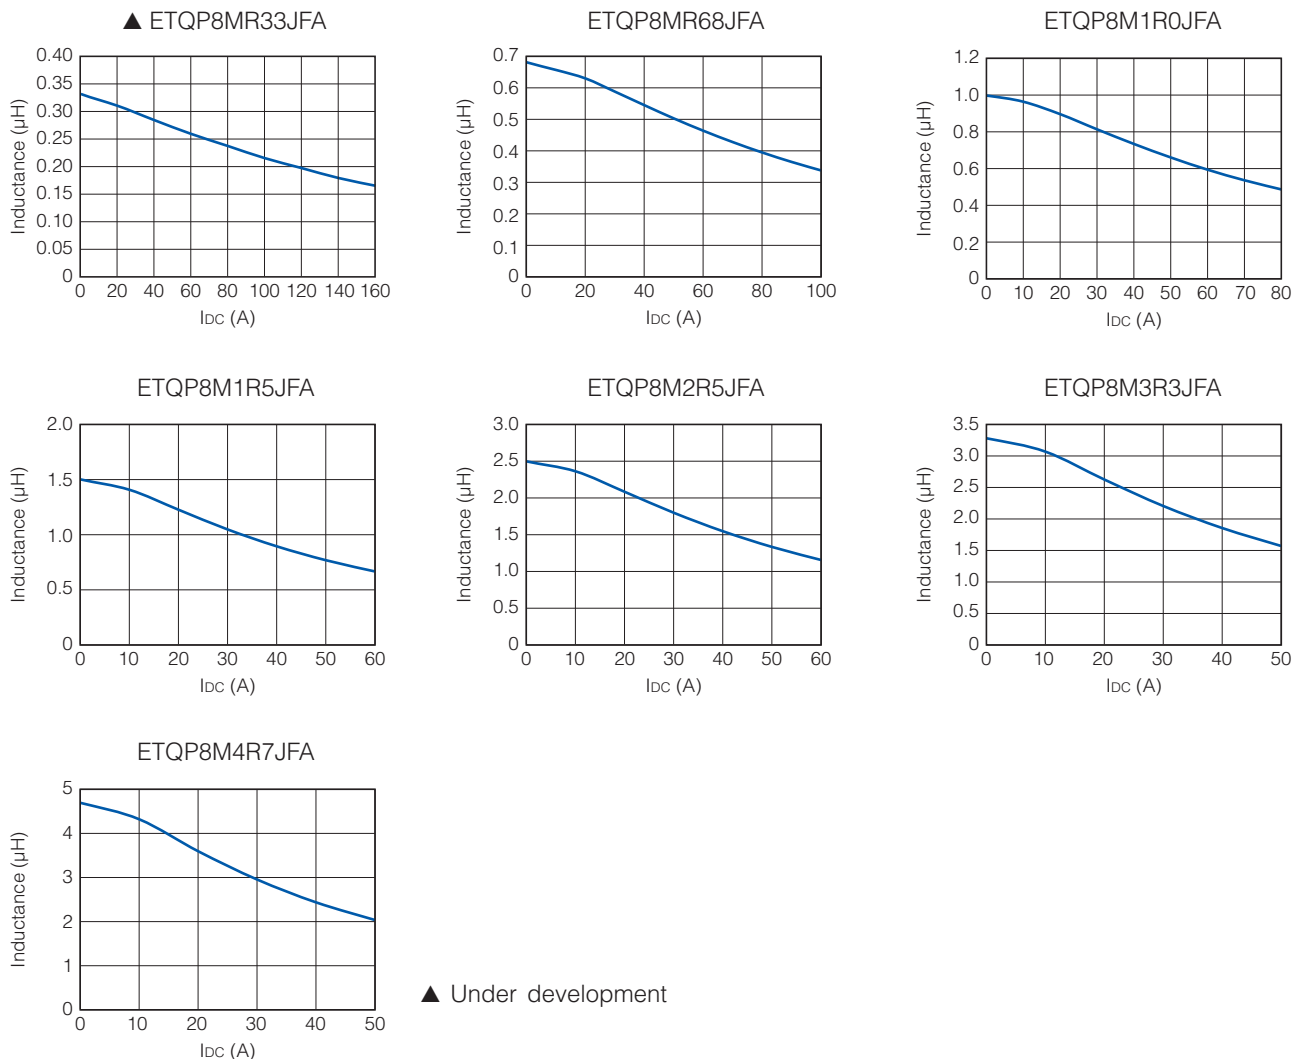 ▲ ETQP8MR33JFA
Inductance (μH)
0.40
0.35
0.30
0.25
0.20
0.15
0.10
0.05
0
0 20 40 60 80 100 120 140 160
IDC (A)
ETQP8MR68JFA
Inductance (μH)
0.7
0.6
0.5
0.4
0.3
0.2
0.1
0
0 20 40 60 80 100
IDC (A)
ETQP8M1R0JFA
Inductance (μH)
1.2
1.0
0.8
0.6
0.4
0.2
0
0 10 20 30 40 50 60 70 80
IDC (A)
ETQP8M1R5JFA
Inductance (μH)
2.0
1.5
1.0
0.5
0
0 10 20 30 40 50 60
IDC (A)
ETQP8M2R5JFA
Inductance (μH)
3.0
2.5
2.0
1.5
1.0
0.5
0
0 10 20 30 40 50 60
IDC (A)
ETQP8M3R3JFA
Inductance (μH)
3.5
3.0
2.5
2.0
1.5
1.0
0.5
0
0 10 20 30 40 50
IDC (A)
ETQP8M4R7JFA
Inductance (μH)
5
4
3
2
1
0
0 10 20 30 40 50
IDC (A)
▲ Under development